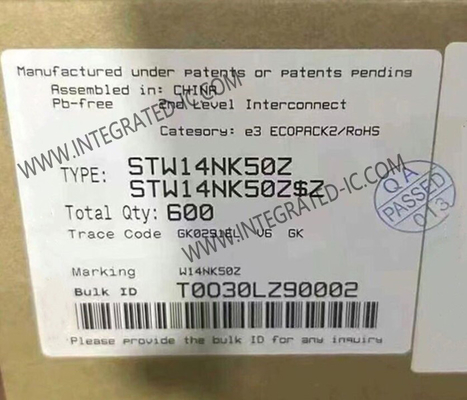 Manufactured under patents or patents pending
Assembled in: CHINA
Pb-free 2nd Level Interconnect
Category: e3 ECOPACK2/RoHS
TYPE: STW14NK50Z
STW14NK50Z$Z
Total Qty: 600
Trace Code GK0291EL V6 GK
Marking W14NK50Z
Bulk ID T0030LZ90002
Please provide the bulk ID for any inquiry
QA
PASSED
013
WWW.INTEGRATED-IC.COM
WWW.INTEGRATED-IC.COM